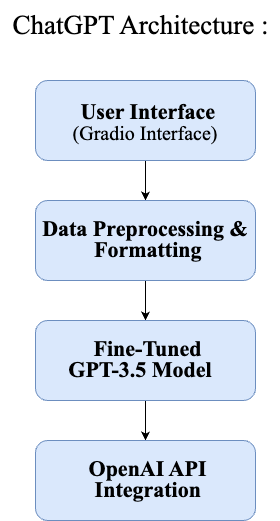 ChatGPT Architecture :
User Interface
(Gradio Interface)
Data Preprocessing &
Formatting
Fine-Tuned
GPT-3.5 Model
OpenAI API
Integration